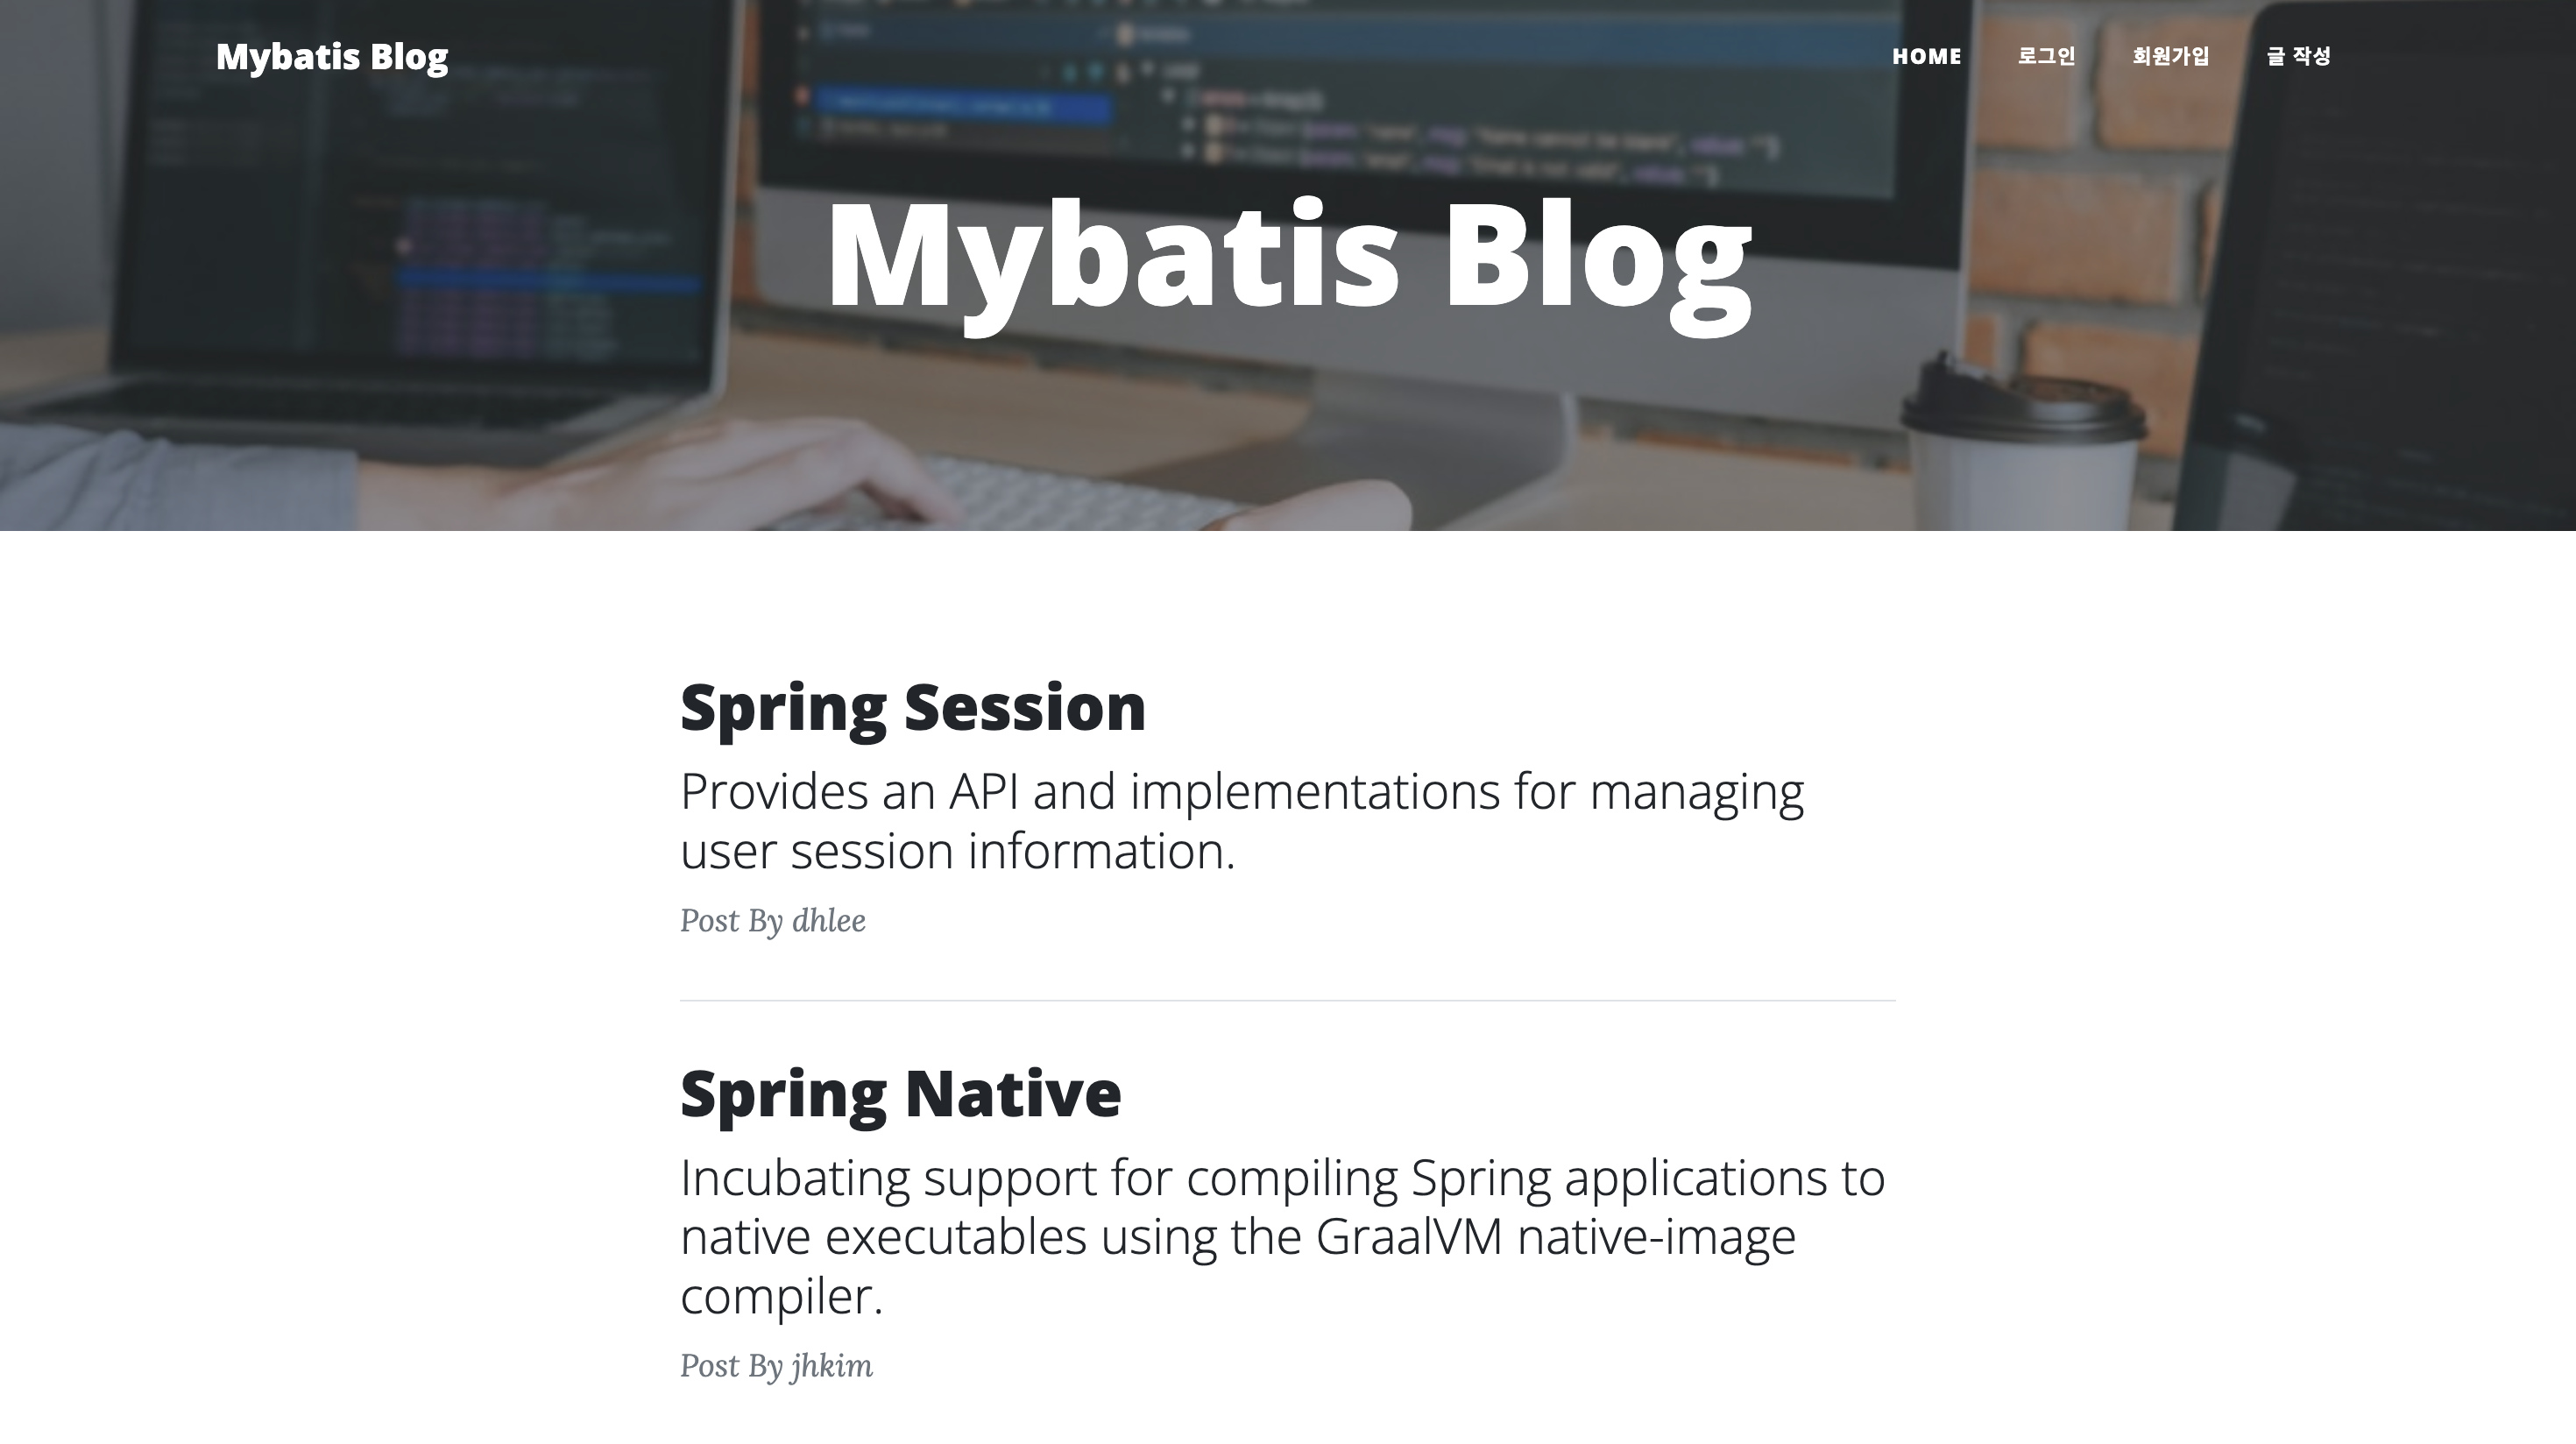 Mybatis Blog
HOME 로그인 회원가입 글 작성
Mybatis Blog
Spring Session
Provides an API and implementations for managing
user session information.
Post By dhlee
Spring Native
Incubating support for compiling Spring applications to
native executables using the GraalVM native-image
compiler.
Post By jhkim